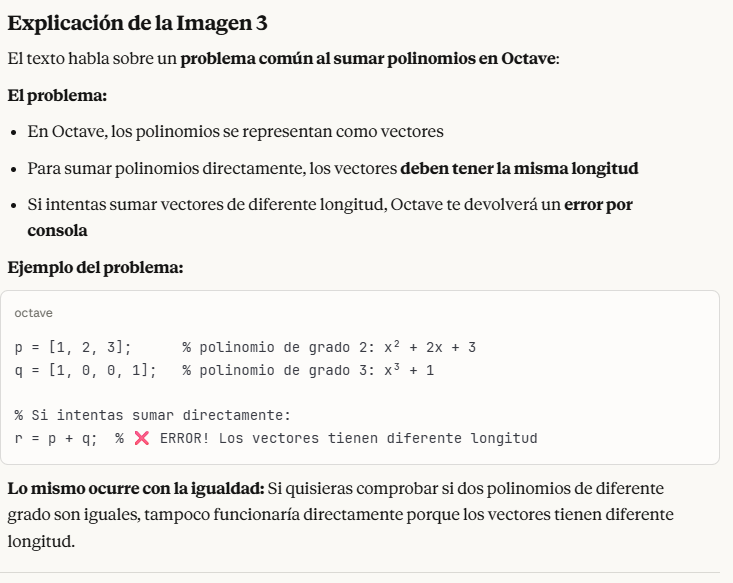 Explicación de la Imagen 3
El texto habla sobre un problema común al sumar polinomios en Octave:
El problema:
• En Octave, los polinomios se representan como vectores
• Para sumar polinomios directamente, los vectores deben tener la misma longitud
• Si intentas sumar vectores de diferente longitud, Octave te devolverá un error por
consola
Ejemplo del problema:
octave
p = [1, 2, 3];      % polinomio de grado 2: x² + 2x + 3
q = [1, 0, 0, 1];   % polinomio de grado 3: x³ + 1
% Si intentas sumar directamente:
r = p + q;  % ❌ ERROR! Los vectores tienen diferente longitud
Lo mismo ocurre con la igualdad: Si quisieras comprobar si dos polinomios de diferente
grado son iguales, tampoco funcionaría directamente porque los vectores tienen diferente
longitud.